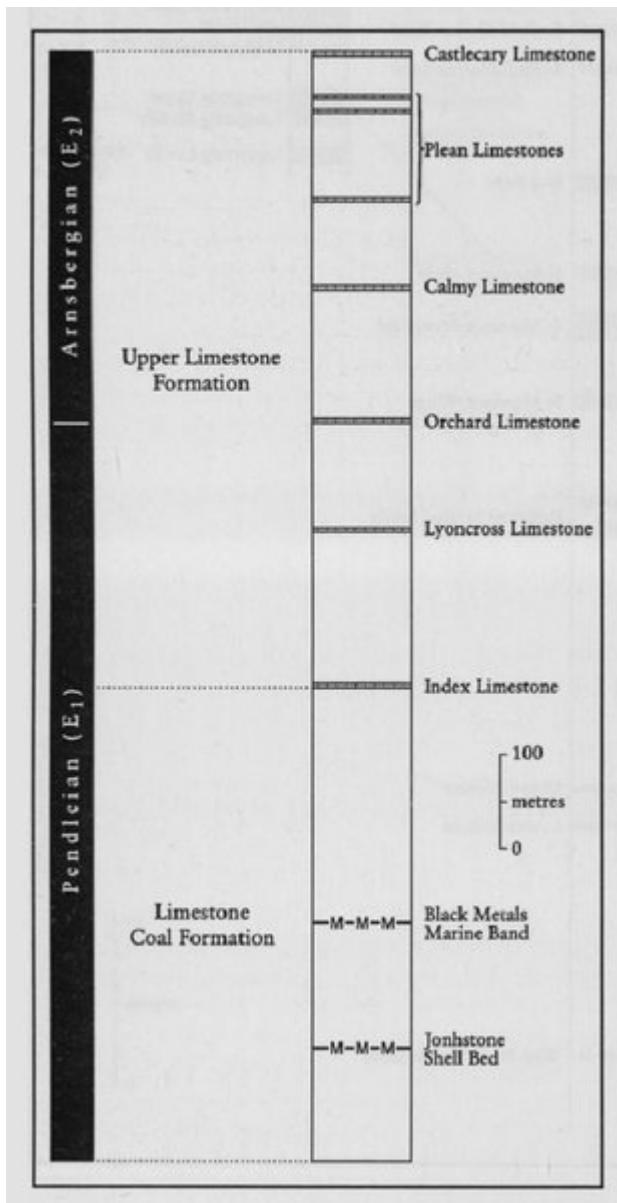 Arnsbergian (E2)
Pendleian (E1)
Upper Limestone
Formation
Limestone
Coal Formation
Castlecary Limestone
Plean Limestones
Calmy Limestone
Orchard Limestone
Lyoncross Limestone
Index Limestone
100
metres
0
M-M-M
Black Metals
Marine Band
M-M-M
Jonhstone
Shell Bed